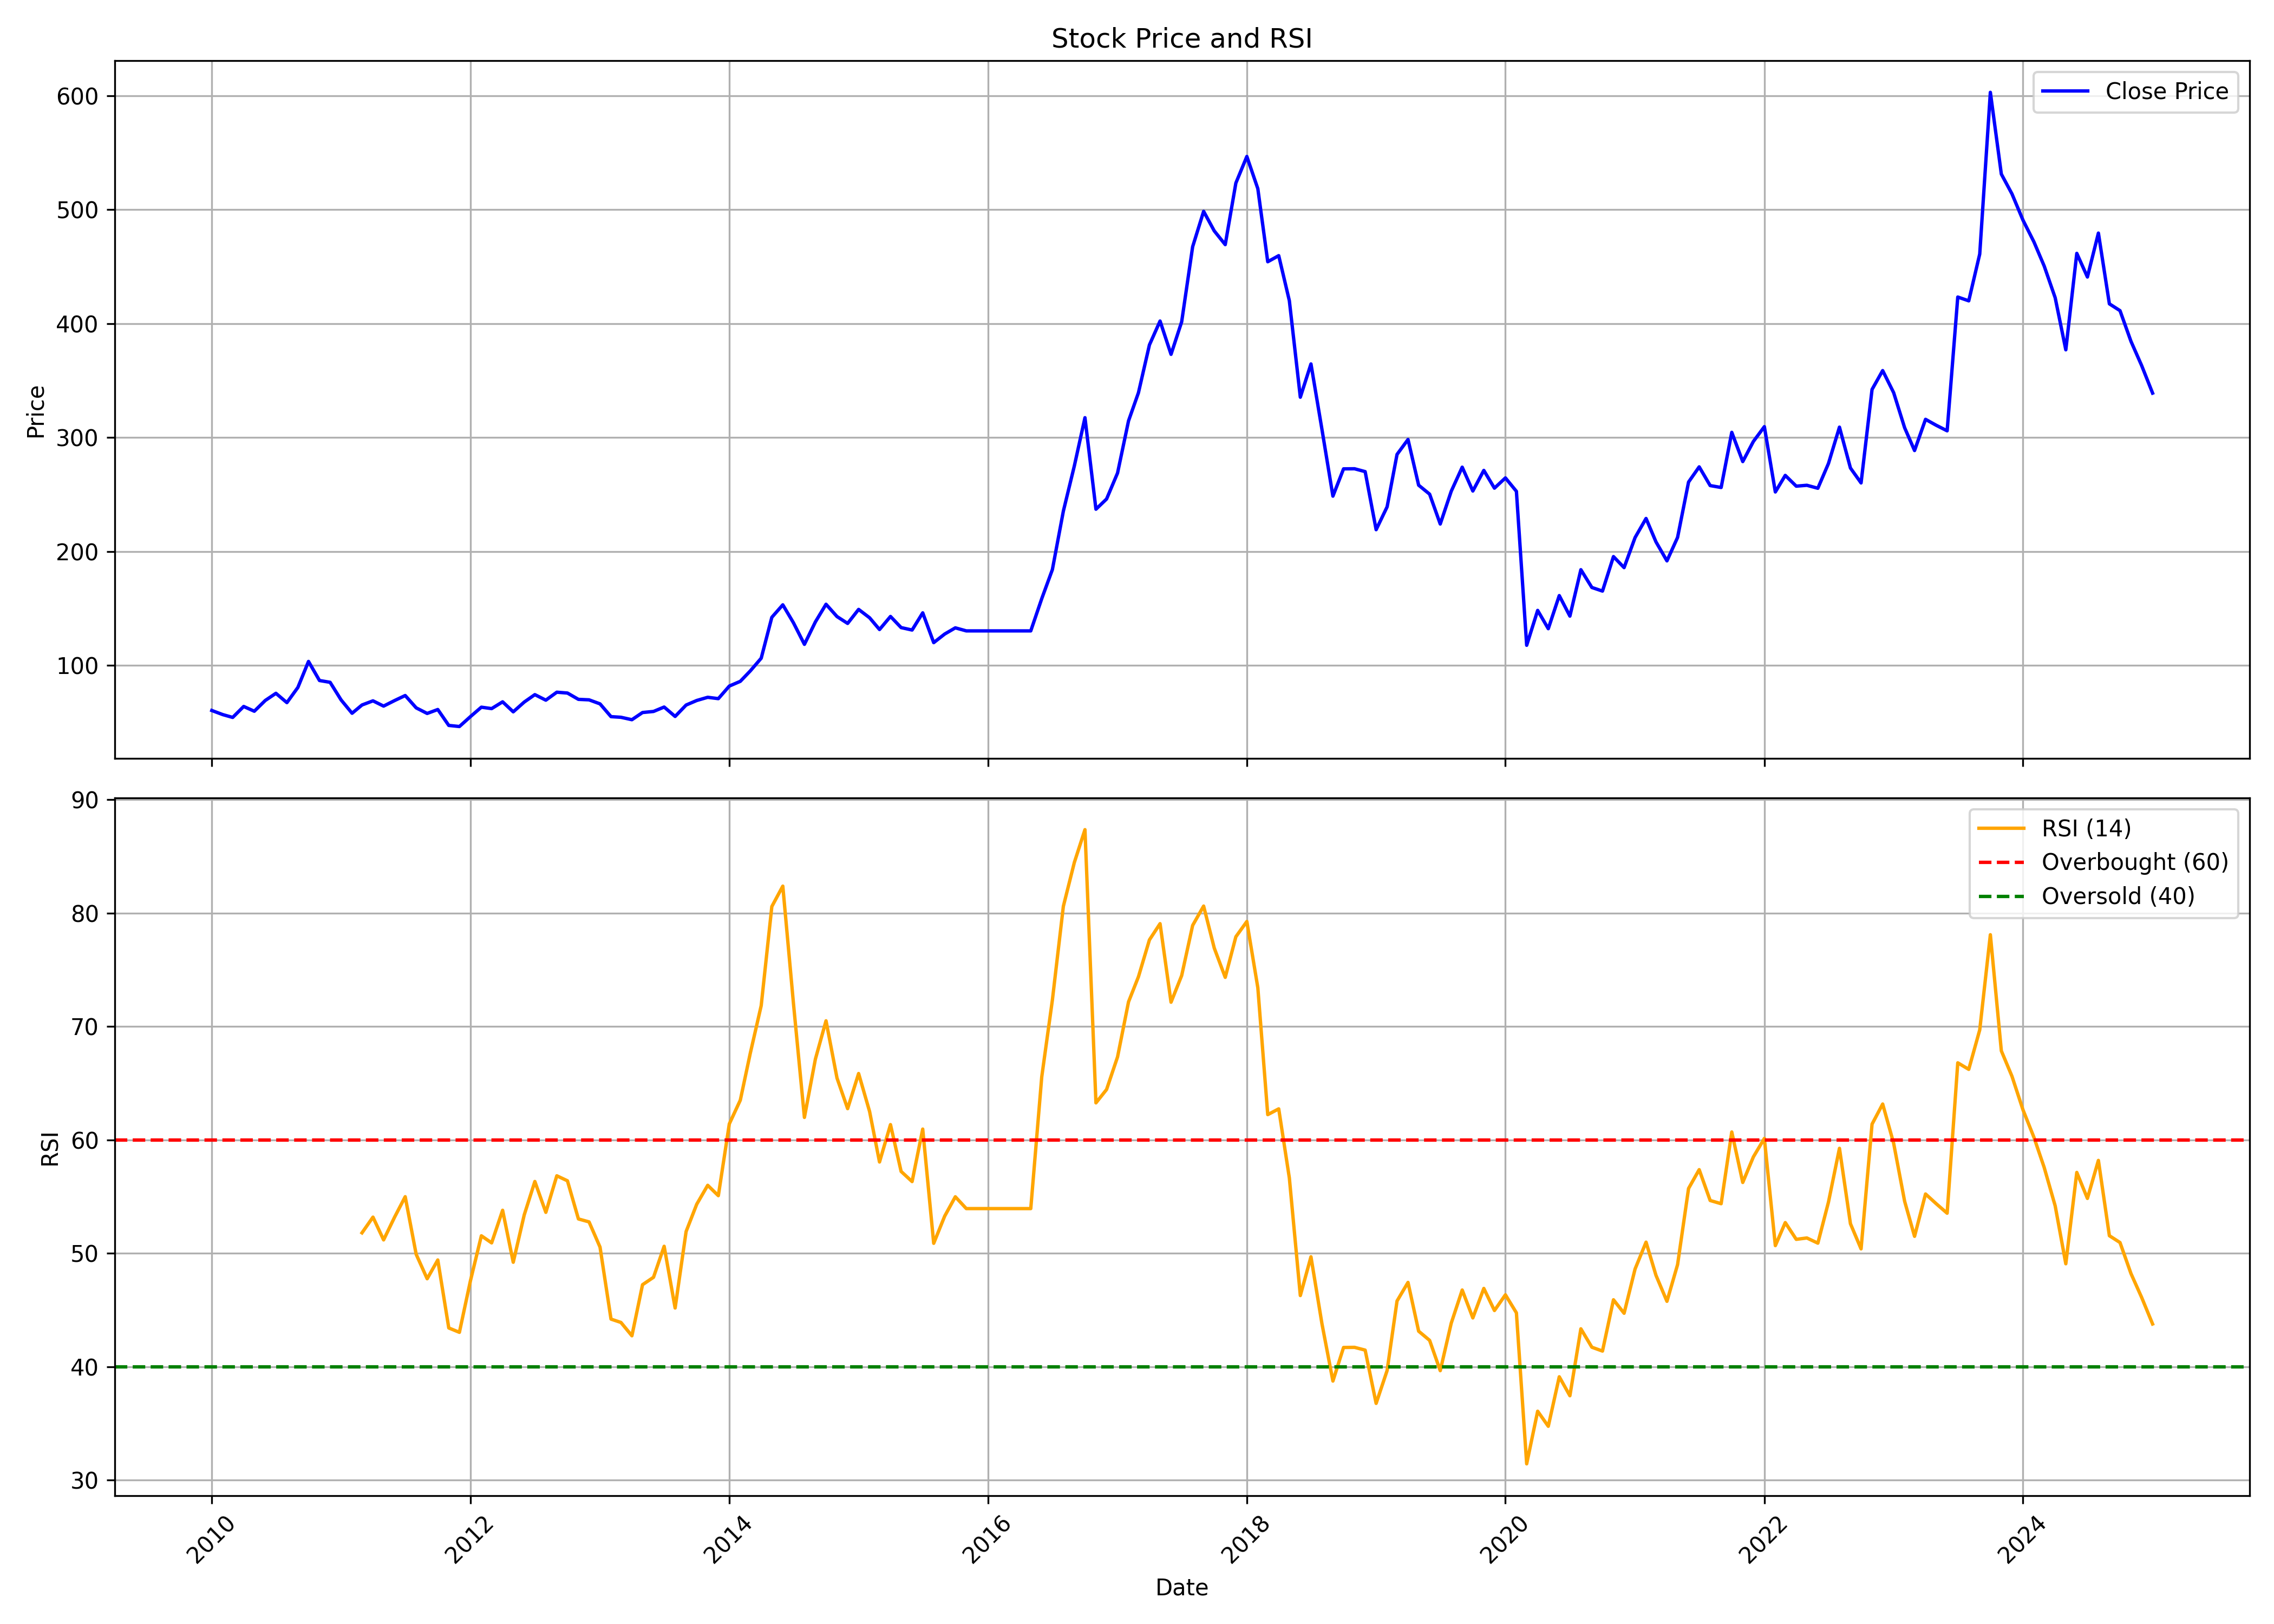 Stock Price and RSI
600
500
400
300
200
100
Price
Close Price
90
80
70
60
50
40
30
RSI
RSI (14)
Overbought (60)
Oversold (40)
2010
2012
2014
2016
2018
2020
2022
2024
Date